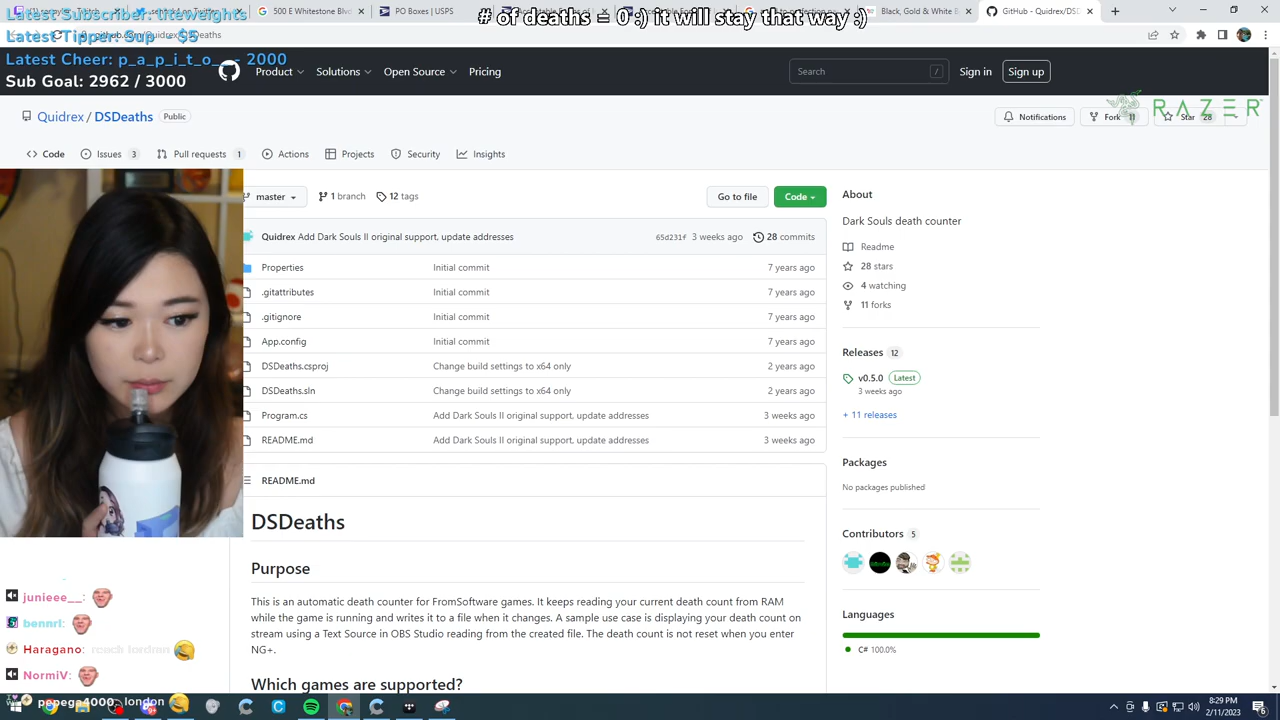 Latest Subscriber: liteweights
# of deaths = 0 :) it will stay that way :)
500 E Whitestone Blv
PO Boxes | USPS
Black, Gold & White B
GitHub - Quidrex/DSD
Latest Tipper: Sup - $5
Latest Cheer: p_a_p_i_t_o_ _ - 2000
Sub Goal: 2962 / 3000
Product
Solutions
Open Source
Pricing
Search
/
Sign in
Sign up
RAZER
Quidrex / DSDeaths
Public
Notifications
Fork 11
Star 28
Code
Issues 3
Pull requests 1
Actions
Projects
Security
Insights
master
1 branch
12 tags
Go to file
Code
Quidrex Add Dark Souls II original support, update addresses
65d231f 3 weeks ago
28 commits
Properties Initial commit 7 years ago
.gitattributes Initial commit 7 years ago
.gitignore Initial commit 7 years ago
App.config Initial commit 7 years ago
DSDeaths.csproj Change build settings to x64 only 2 years ago
DSDeaths.sln Change build settings to x64 only 2 years ago
Program.cs Add Dark Souls II original support, update addresses 3 weeks ago
README.md Add Dark Souls II original support, update addresses 3 weeks ago
README.md
DSDeaths
Purpose
This is an automatic death counter for FromSoftware games. It keeps reading your current death count from RAM
while the game is running and writes it to a file when it changes. A sample use case is displaying your death count on
stream using a Text Source in OBS Studio reading from the created file. The death count is not reset when you enter
NG+.
Which games are supported?
About
Dark Souls death counter
Readme
28 stars
4 watching
11 forks
Releases 12
v0.5.0 Latest
3 weeks ago
+ 11 releases
Packages
No packages published
Contributors 5
Languages
C# 100.0%
junieee__:
bennrl:
Haragano: reach lordran
NormiV:
pepega4000_: london
8:29 PM
2/11/2023
6